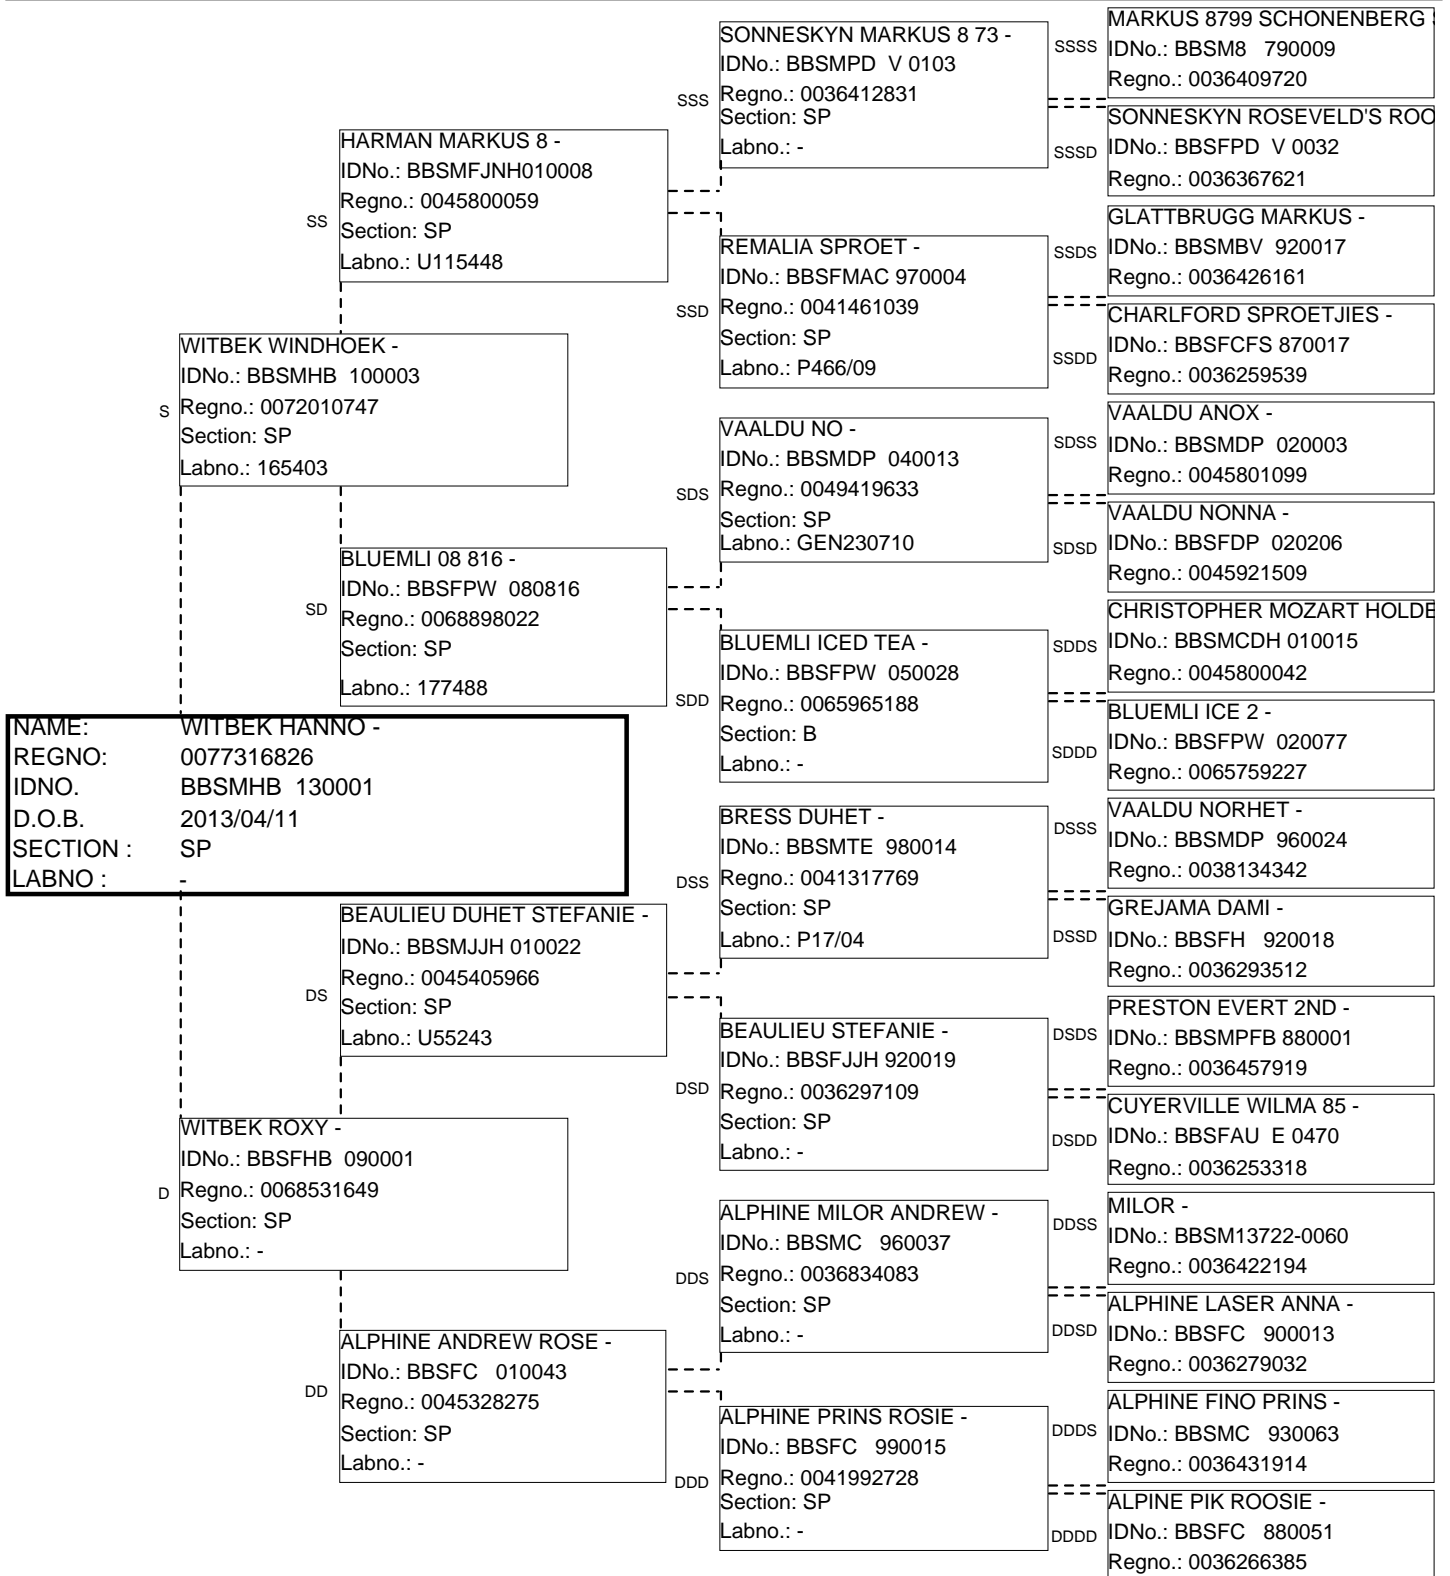 SSSS
MARKUS 8799 SCHONENBERG
IDNo.: BBSM8 790009
Regno.: 0036409720
SSS
SONNESKYN MARKUS 8 73 -
IDNo.: BBSMPD V 0103
Regno.: 0036412831
Section: SP
Labno.: -
SSSD
SONNESKYN ROSEVELD'S ROO
IDNo.: BBSFPD V 0032
Regno.: 0036367621
SS
HARMAN MARKUS 8 -
IDNo.: BBSMFJNH010008
Regno.: 0045800059
Section: SP
Labno.: U115448
SSDS
GLATTBRUGG MARKUS -
IDNo.: BBSMBV 920017
Regno.: 0036426161
SSD
REMALIA SPROET -
IDNo.: BBSFMAC 970004
Regno.: 0041461039
Section: SP
Labno.: P466/09
SSDD
CHARLFORD SPROETJIES -
IDNo.: BBSFCFS 870017
Regno.: 0036259539
S
WITBEK WINDHOEK -
IDNo.: BBSMHB 100003
Regno.: 0072010747
Section: SP
Labno.: 165403
SDSS
VAALDU ANOX -
IDNo.: BBSMDP 020003
Regno.: 0045801099
SDS
VAALDU NO -
IDNo.: BBSMDP 040013
Regno.: 0049419633
Section: SP
Labno.: GEN230710
SDSD
VAALDU NONNA -
IDNo.: BBSFDP 020206
Regno.: 0045921509
SD
BLUEMLI 08 816 -
IDNo.: BBSFPW 080816
Regno.: 0068898022
Section: SP
Labno.: 177488
SDDS
CHRISTOPHER MOZART HOLDE
IDNo.: BBSMCDH 010015
Regno.: 0045800042
SDD
BLUEMLI ICED TEA -
IDNo.: BBSFPW 050028
Regno.: 0065965188
Section: B
Labno.: -
SDDD
BLUEMLI ICE 2 -
IDNo.: BBSFPW 020077
Regno.: 0065759227
NAME: WITBEK HANNO -
REGNO: 0077316826
IDNO. BBSMHB 130001
D.O.B. 2013/04/11
SECTION : SP
LABNO : -
DSSS
VAALDU NORHET -
IDNo.: BBSMDP 960024
Regno.: 0038134342
DSS
BRESS DUHET -
IDNo.: BBSMTE 980014
Regno.: 0041317769
Section: SP
Labno.: P17/04
DSSD
GREJAMA DAMI -
IDNo.: BBSFH 920018
Regno.: 0036293512
DS
BEAULIEU DUHET STEFANIE -
IDNo.: BBSMJJH 010022
Regno.: 0045405966
Section: SP
Labno.: U55243
DSDS
PRESTON EVERT 2ND -
IDNo.: BBSMPFB 880001
Regno.: 0036457919
DSD
BEAULIEU STEFANIE -
IDNo.: BBSFJJH 920019
Regno.: 0036297109
Section: SP
Labno.: -
DSDD
CUYERVILLE WILMA 85 -
IDNo.: BBSFAU E 0470
Regno.: 0036253318
D
WITBEK ROXY -
IDNo.: BBSFHB 090001
Regno.: 0068531649
Section: SP
Labno.: -
DDSS
MILOR -
IDNo.: BBSM13722-0060
Regno.: 0036422194
DDS
ALPHINE MILOR ANDREW -
IDNo.: BBSMC 960037
Regno.: 0036834083
Section: SP
Labno.: -
DDSD
ALPHINE LASER ANNA -
IDNo.: BBSFC 900013
Regno.: 0036279032
DD
ALPHINE ANDREW ROSE -
IDNo.: BBSFC 010043
Regno.: 0045328275
Section: SP
Labno.: -
DDDS
ALPHINE FINO PRINS -
IDNo.: BBSMC 930063
Regno.: 0036431914
DDD
ALPHINE PRINS ROSIE -
IDNo.: BBSFC 990015
Regno.: 0041992728
Section: SP
Labno.: -
DDDD
ALPINE PIK ROOSIE -
IDNo.: BBSFC 880051
Regno.: 0036266385